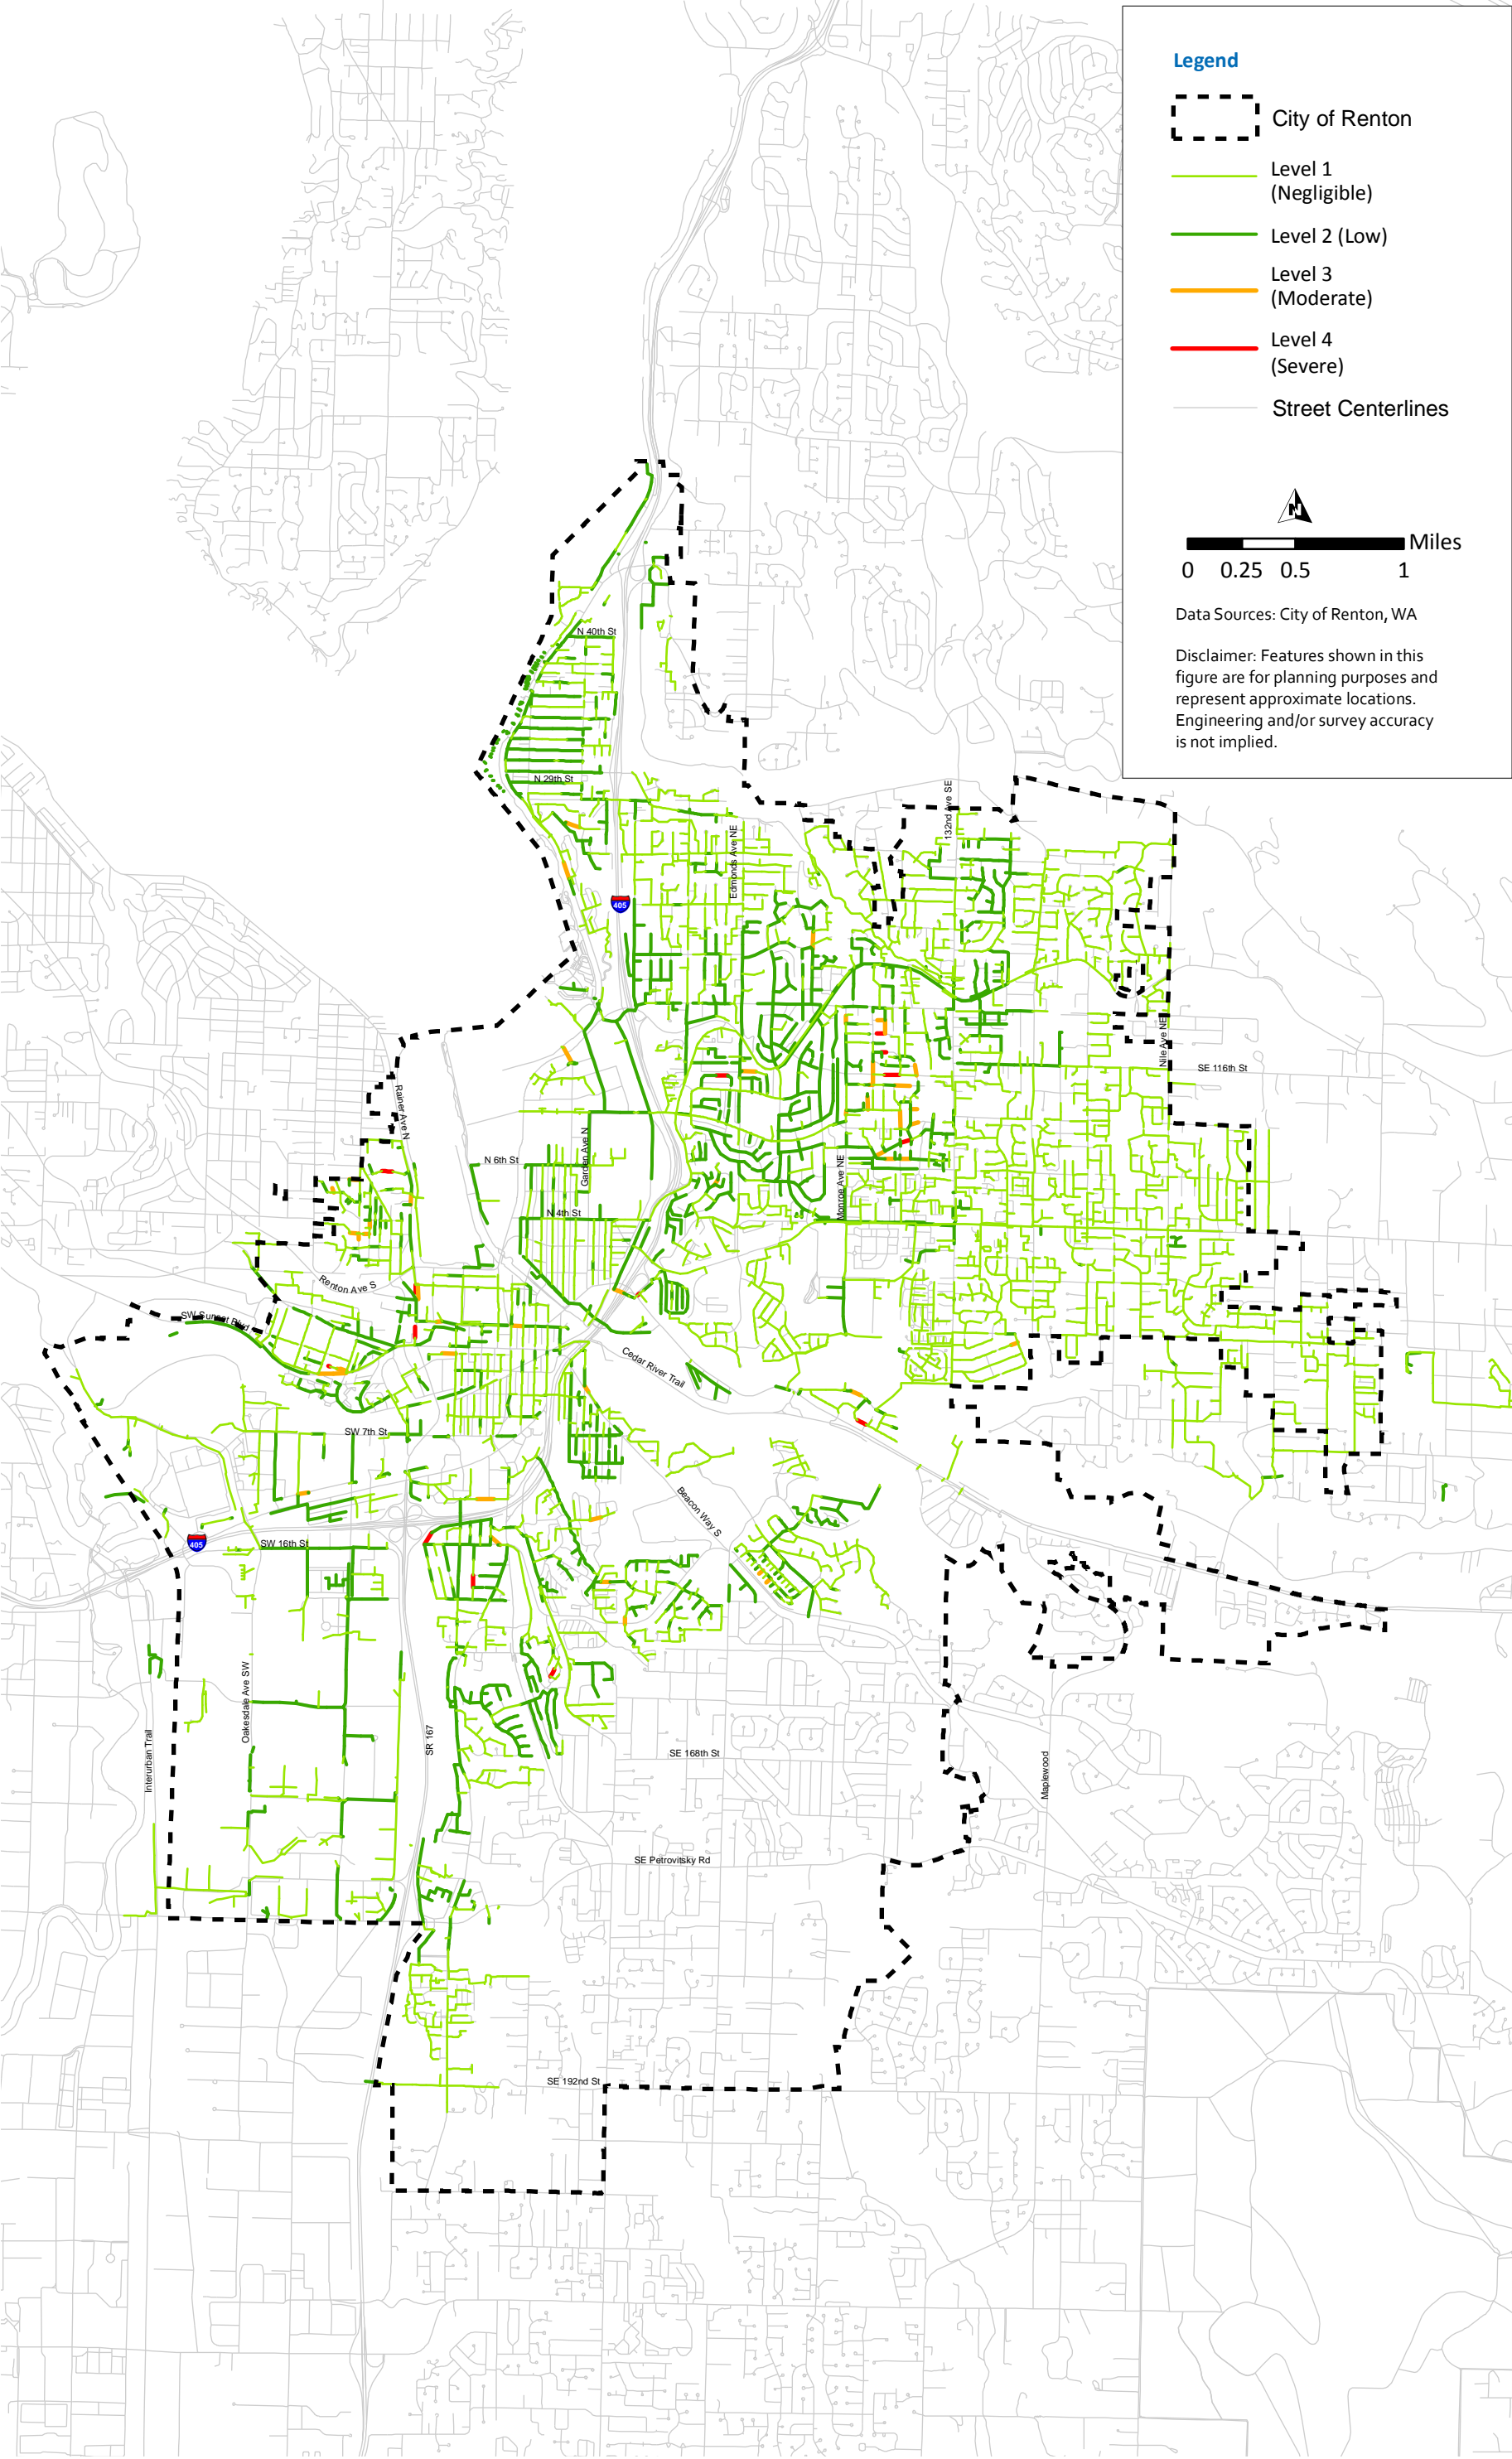 Legend
City of Renton
Level 1
(Negligible)
Level 2 (Low)
Level 3
(Moderate)
Level 4
(Severe)
Street Centerlines
N
Miles
0 0.25 0.5 1
Data Sources: City of Renton, WA
Disclaimer: Features shown in this
figure are for planning purposes and
represent approximate locations.
Engineering and/or survey accuracy
is not implied.
N 40th St
N 29th St
132nd Ave SE
Edmonds Ave NE
405
Nile Ave NE
SE 116th St
Rainer Ave N
Garden Ave N
N 6th St
Monroe Ave NE
N 4th St
Renton Ave S
SW Sunset Blvd
Cedar River Trail
SW 7th St
Beacon Way S
405
SW 16th St
Oakesdale Ave SW
Interurban Trail
SR 167
SE 168th St
Maplewood
SE Petrovitsky Rd
SE 192nd St